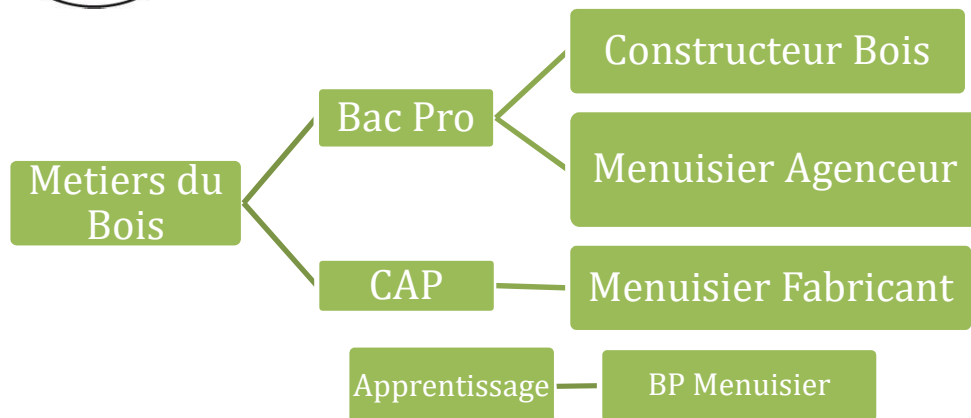 Constructeur Bois
Bac Pro
Menuisier Agenceur
Metiers du
Bois
CAP
Menuisier Fabricant
Apprentissage
BP Menuisier